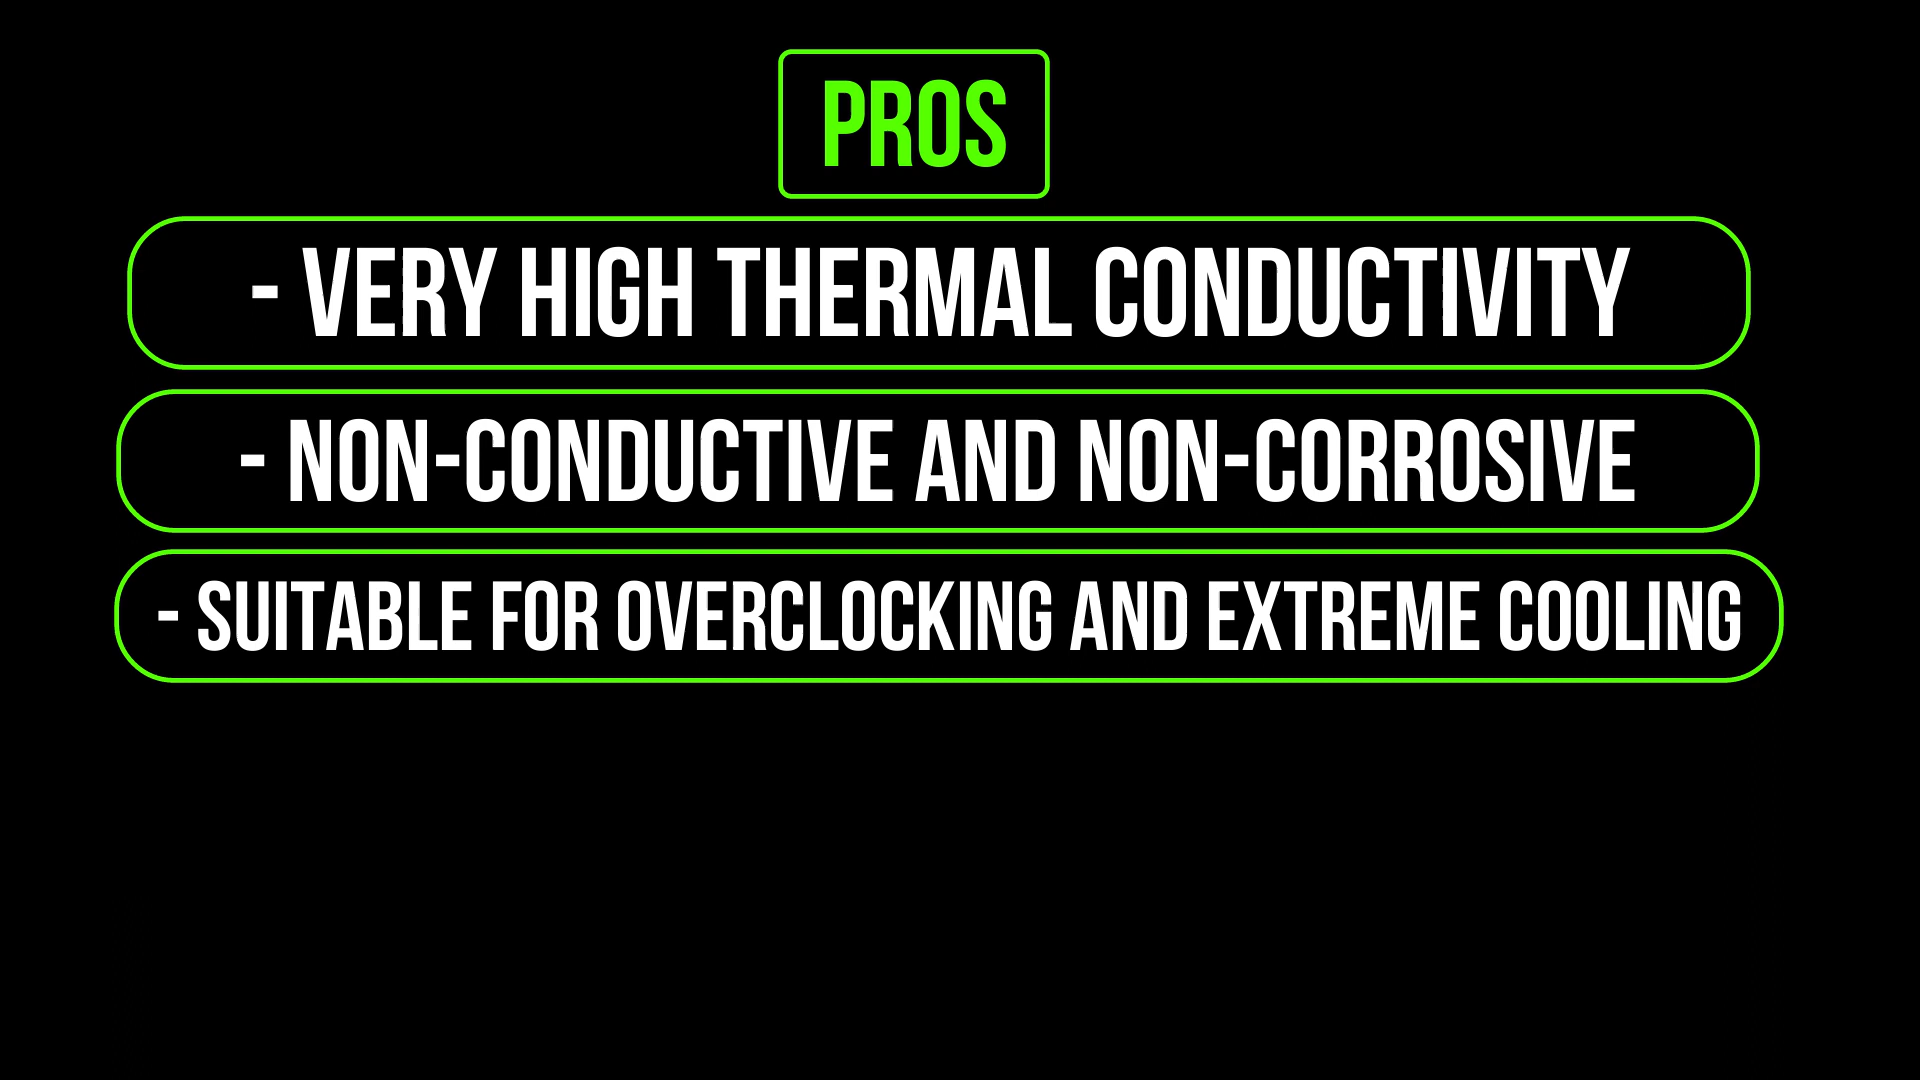 PROS
- VERY HIGH THERMAL CONDUCTIVITY
- NON-CONDUCTIVE AND NON-CORROSIVE
- SUITABLE FOR OVERCLOCKING AND EXTREME COOLING